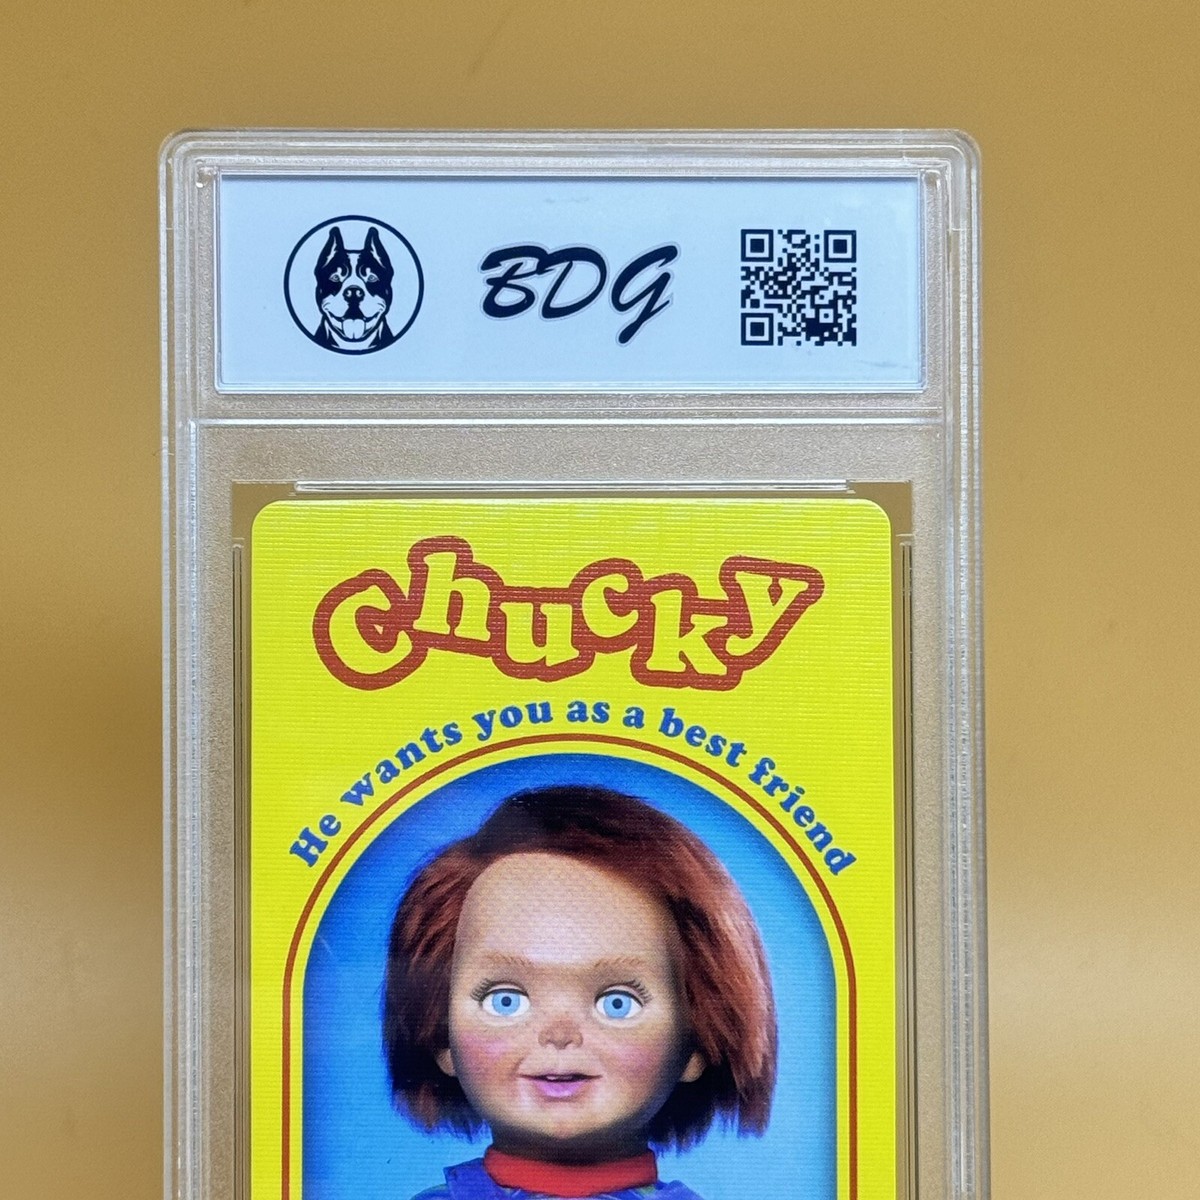 BDG
Chucky
He wants you as a best friend